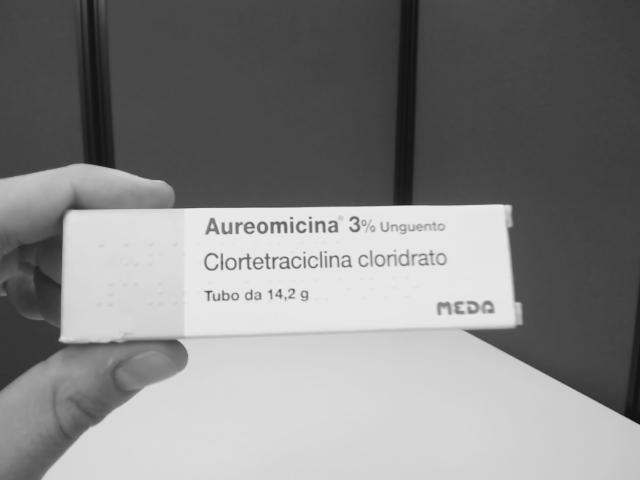 Aureomicina® 3% Unguento
Clortetraciclina cloridrato
Tubo da 14,2 g
MEDA